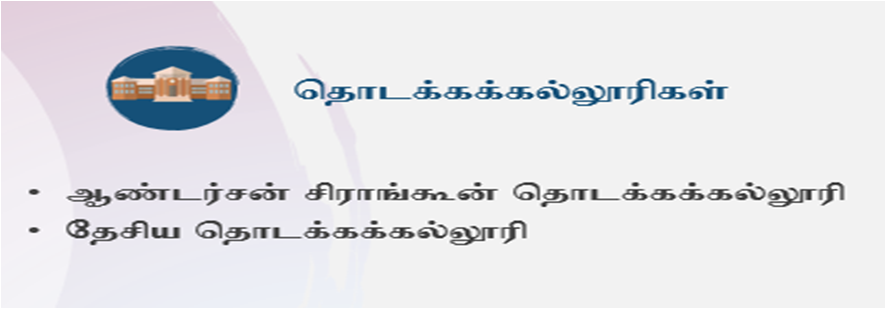 தொடக்கக்கல்லூரிகள்
• ஆண்டர்சன் சிராங்கூன் தொடக்கக்கல்லூரி
• தேசிய தொடக்கக்கல்லூரி